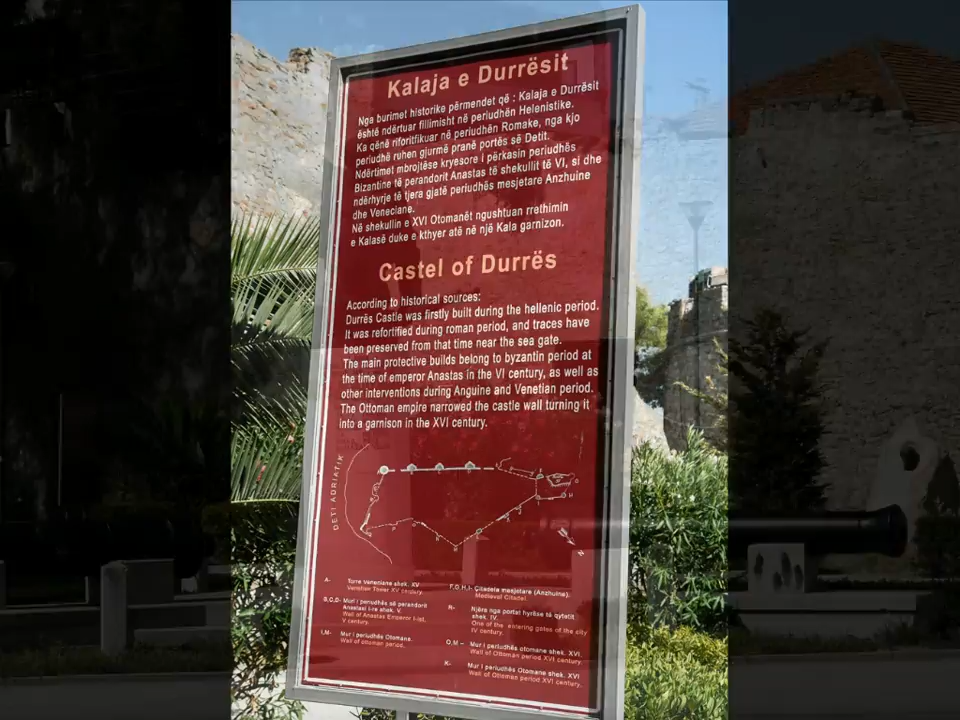 Kalaja e Durrësit
Nga burimet historike përmendet që : Kalaja e Durrësit
është ndërtuar fillimisht në periudhën Helenistike.
Ka qënë riforitfikuar në periudhën Romake, nga kjo
periudhë ruhen gjurmë pranë portës së Detit.
Ndërtimet mbrojtëse kryesore i përkasin periudhës
Bizantine të perandorit Anastas të shekullit të VI, si dhe
ndërhyrje të tjera gjatë periudhës mesjetare Anzhuine
dhe Veneciane.
Në shekullin e XVI Otomanët ngushtuan rrethimin
e Kalasë duke e kthyer atë në një Kala garnizon.
Castel of Durrës
According to historical sources:
Durrës Castle was firstly built during the hellenic period.
It was refortified during roman period, and traces have
been preserved from that time near the sea gate.
The main protective builds belong to byzantin period at
the time of emperor Anastas in the VI century, as well as
other interventions during Anguine and Venetian period.
The Ottoman empire narrowed the castle wall turning it
into a garnison in the XVI century.
DETI ADRIATIK
A- Torre Veneciane shek. XV
Venetian Tower XV century.
B,C,D- Muri i periudhës së perandorit
Anastasi I-re shek. V.
Wall of Anastas Emperor I-st,
V century.
I,M- Mur i periudhës Otomane.
Wall of ottoman period.
F,G,H,I- Citadela mesjetare (Anzhuine).
Medieval Citadel.
N- Njëra nga portat hyrëse të qytetit
shek. IV.
One of the entering gates of the city
IV century.
O,M – Mur i periudhës otomane shek. XVI.
Wall of Ottoman period XVI century.
K- Mur i periudhës Otomane shek. XVI
Wall of Ottoman period XVI century.